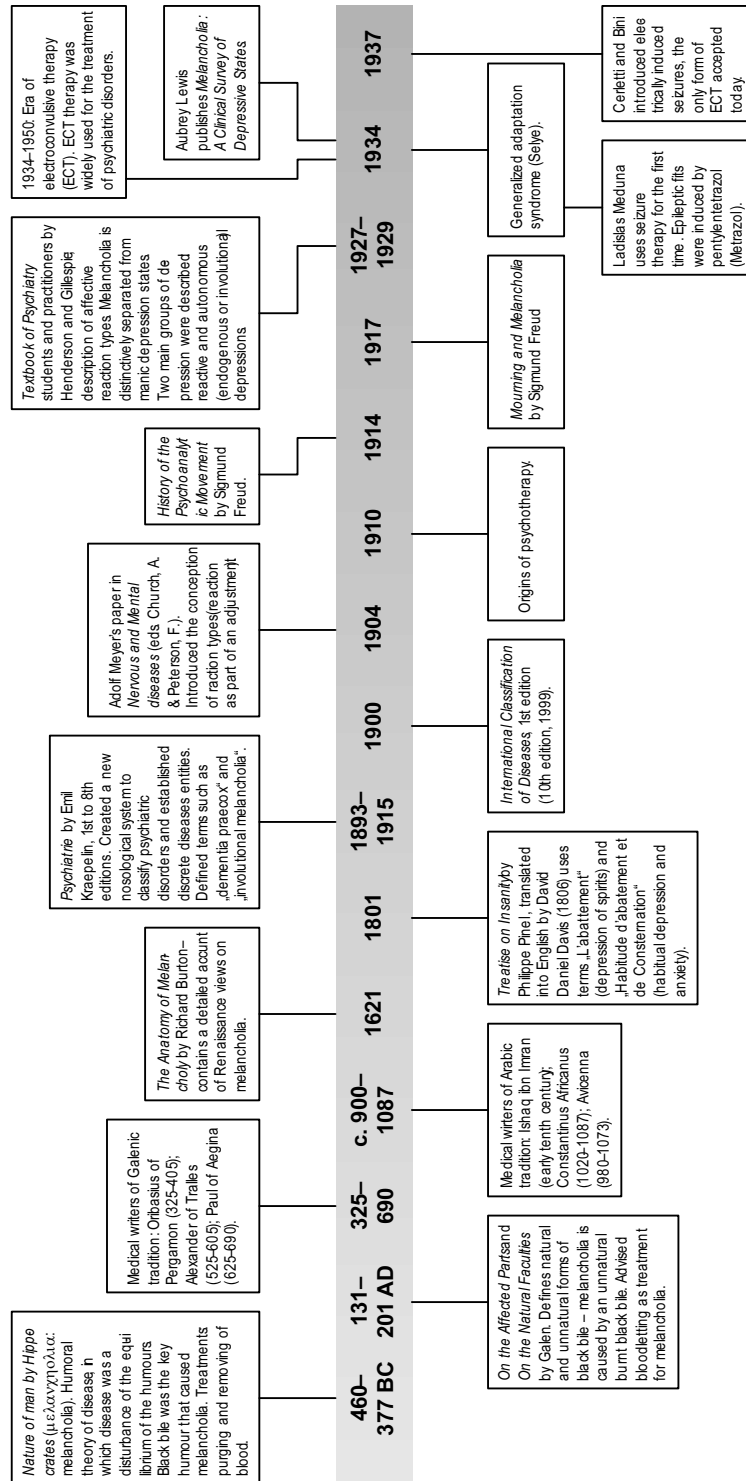 Nature of man by Hippo
crates (μελανχηολια:
melancholia). Humoral
theory of disease, in
which disease was a
disturbance of the equi
librium of the humours
Black bile was the key
humour that caused
melancholia. Treatments
purging and removing of
blood.
Medical writers of Galenic
tradition: Oribasius of
Pergamon (325-405);
Alexander of Tralles
(525-605); Paul of Aegina
(625-690).
The Anatomy of Melan-
choly by Richard Burton–
contains a detailed account
of Renaissance views on
melancholia.
Psychiatrie by Emil
Kraepelin, 1st to 8th
editions. Created a new
nosological system to
classify psychiatric
disorders and established
discrete diseases entities.
Defined terms such as
„dementia praecox“ and
„involutional melancholia“.
Adolf Meyer's paper in
Nervous and Mental
diseases (eds. Church, A.
& Peterson, F.).
Introduced the conception
of raction types(reaction
as part of an adjustment)
History of the
Psychoanalyt
ic Movement
by Sigmund
Freud.
Textbook of Psychiatry
students and practitioners by
Henderson and Gillespie,
description of affective
reaction types. Melancholia is
distinctively separated from
manic depression states.
Two main groups of de
pression were described
reactive and autonomous
(endogenous or involutional)
depressions.
1934–1950: Era of
electroconvulsive therapy
(ECT). ECT therapy was
widely used for the treatment
of psychiatric disorders.
Aubrey Lewis
publishes Melancholia :
A Clinical Survey of
Depressive States
460–
377 BC
131–
201 AD
325–
690
c. 900–
1087
1621
1801
1893–
1915
1900
1904
1910
1914
1917
1927–
1929
1934
1937
On the Affected Partsand
On the Natural Faculties
by Galen. Defines natural
and unnatural forms of
black bile – melancholia is
caused by an unnatural
burnt black bile. Advised
bloodletting as treatment
for melancholia.
Medical wirters of Arabic
tradition: Ishaq ibn Imran
(early tenth century);
Constantinus Africanus
(1020-1087); Avicenna
(980-1073).
Treatise on Insanityby
Philippe Pinel, translated
into English by David
Daniel Davis (1806) uses
terms „L'abattement“
(depression of spirits) and
„Habitude d'abatement et
de Consternation“
(habitual depression and
anxiety).
International Classification
of Diseases, 1st edition
(10th edition, 1999).
Origins of psychotherapy.
Mourning and Melancholia
by Sigmund Freud
Generalized adaptation
syndrome (Selye).
Ladislas Meduna
uses seizure
therapy for the first
time. Epileptic fits
were induced by
pentylentetrazol
(Metrazol).
Cerletti and Bini
introduced elec
trically induced
seizures, the
only form of
ECT accepted
today.